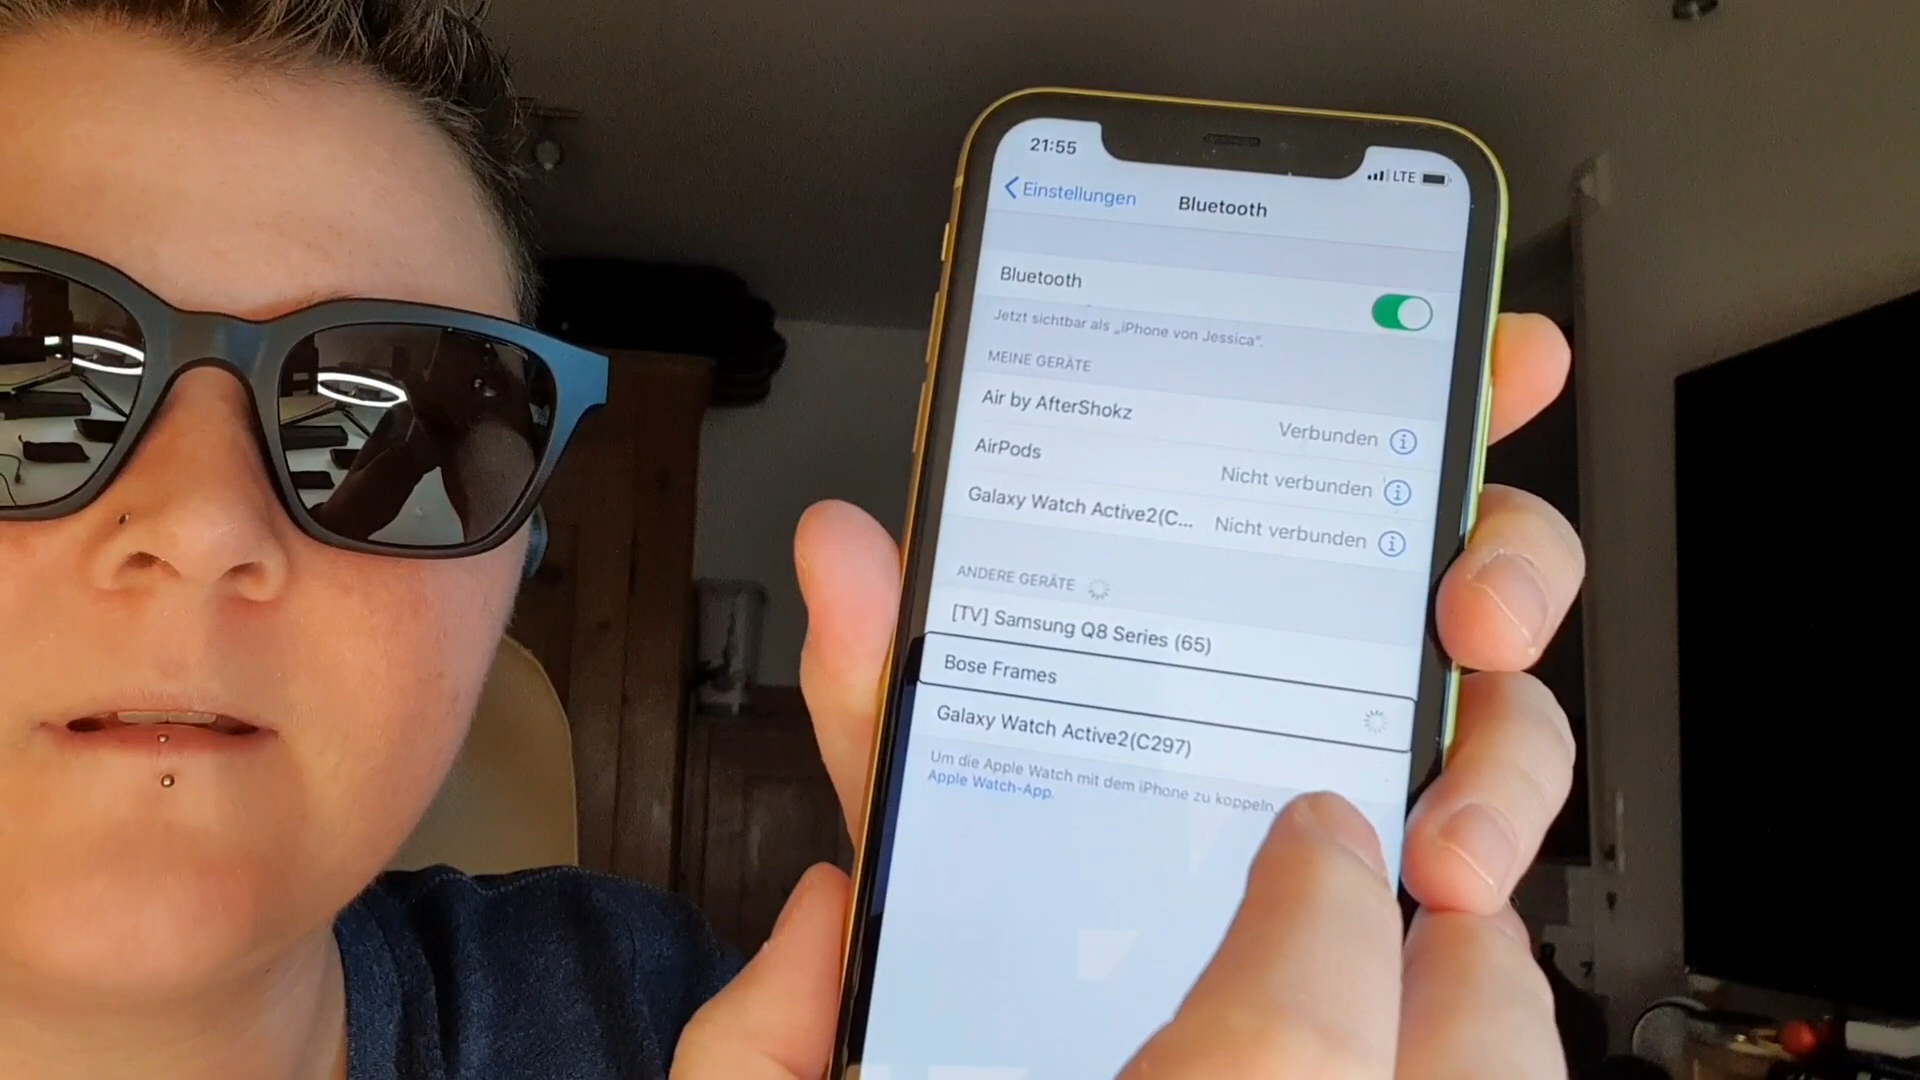 21:55
LTE
Einstellungen
Bluetooth
Bluetooth
Jetzt sichtbar als „iPhone von Jessica“.
MEINE GERÄTE
Air by AfterShokz Verbunden
AirPods Nicht verbunden
Galaxy Watch Active2(C... Nicht verbunden
ANDERE GERÄTE
[TV] Samsung Q8 Series (65)
Bose Frames
Galaxy Watch Active2(C297)
Um die Apple Watch mit dem iPhone zu koppeln,
Apple Watch-App.